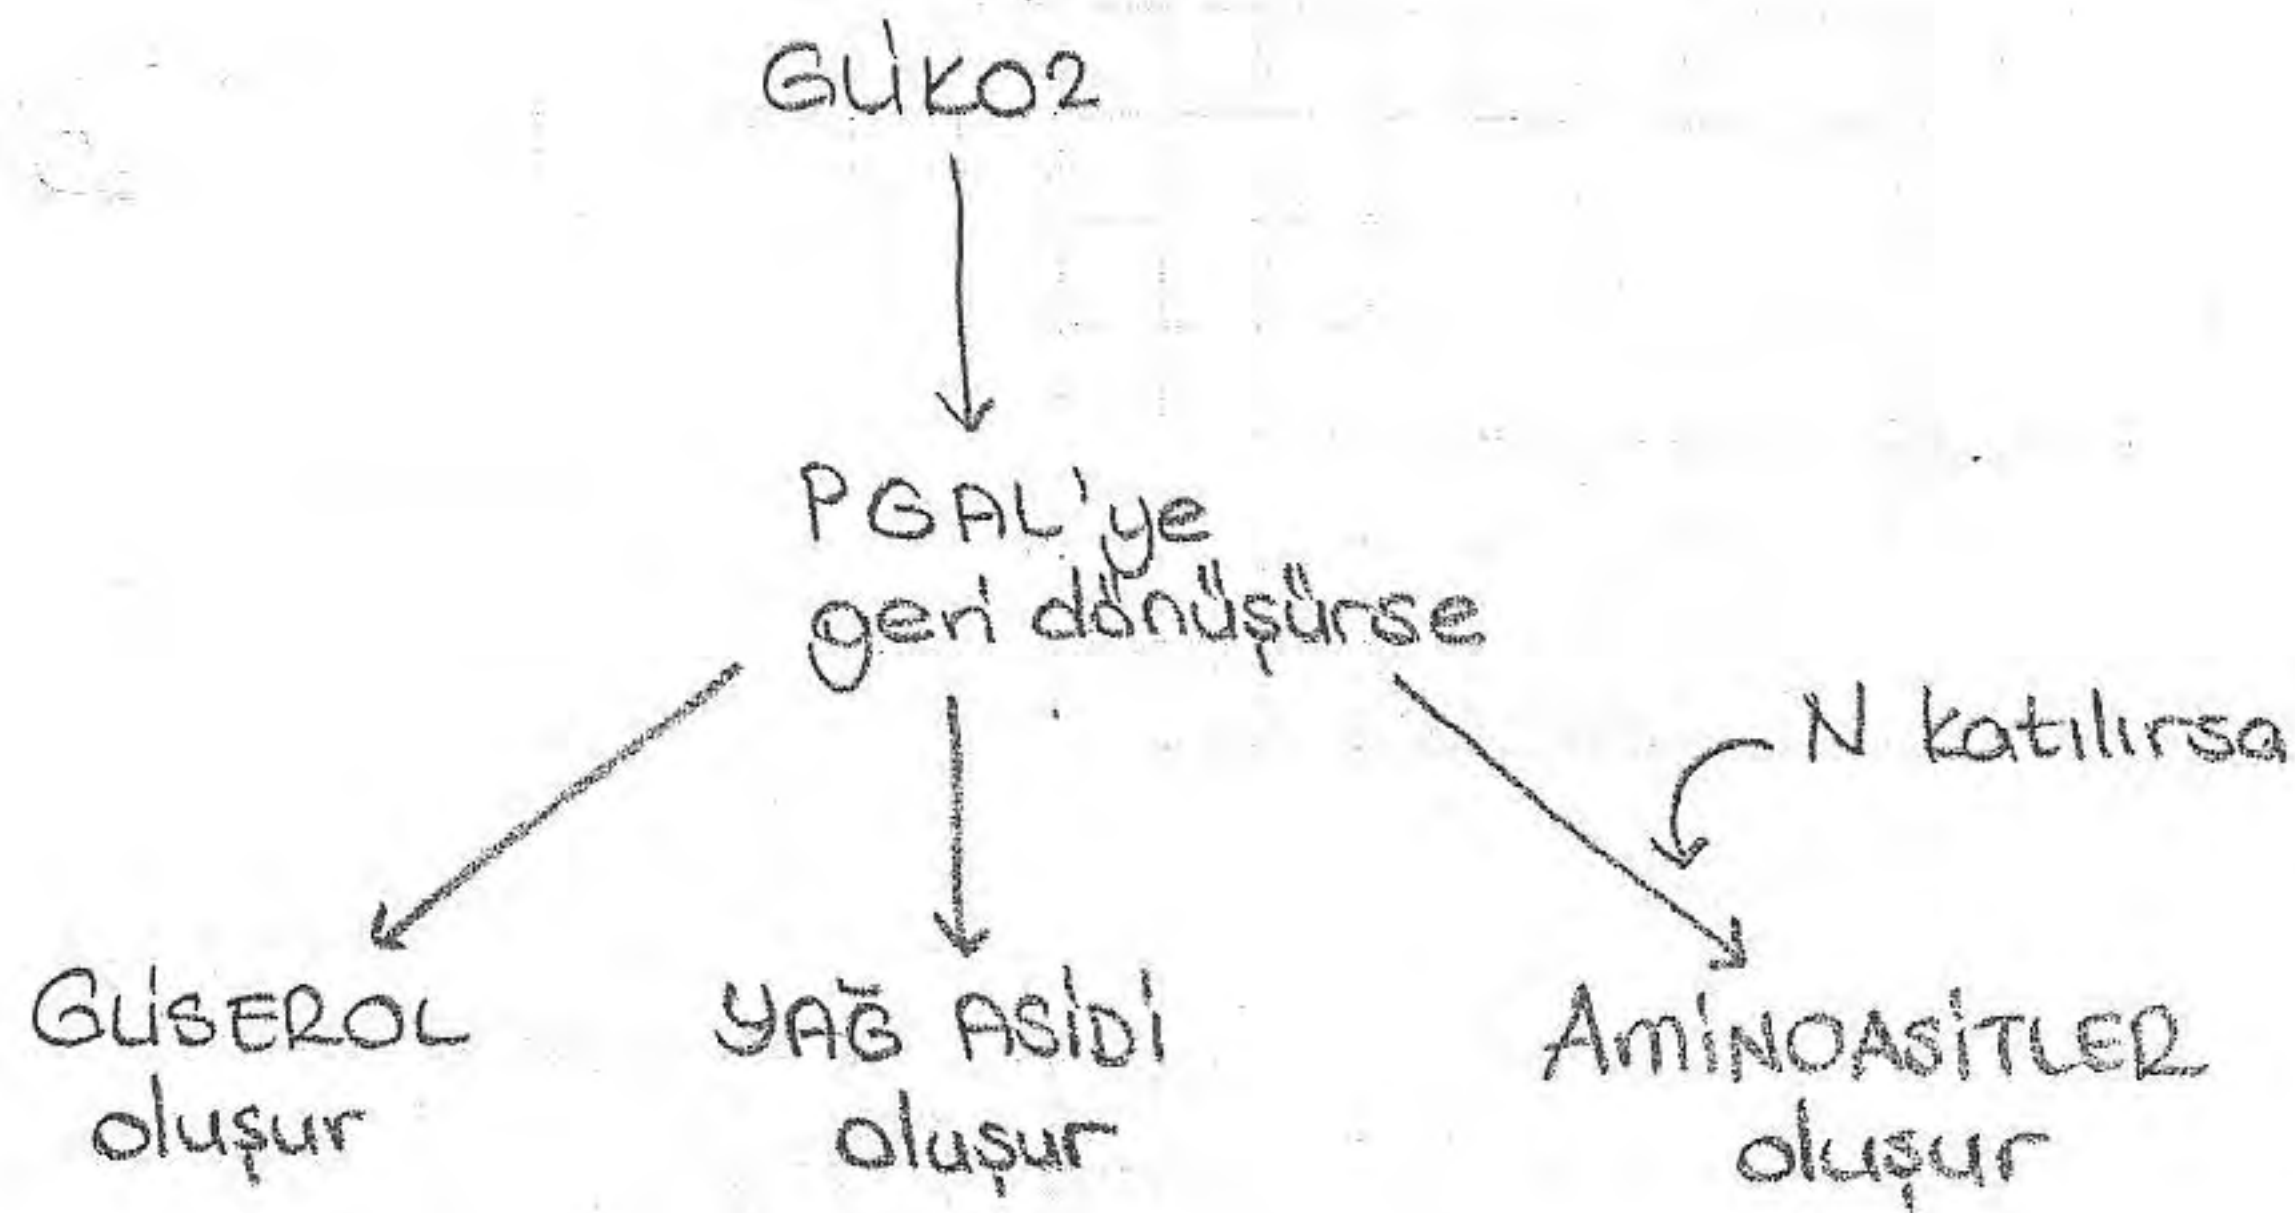 GLİKOZ
PGAL'ye
geri dönüşürse
N katılırsa
GLİSEROL
oluşur
YAĞ ASİDİ
oluşur
AMİNOASİTLER
oluşur